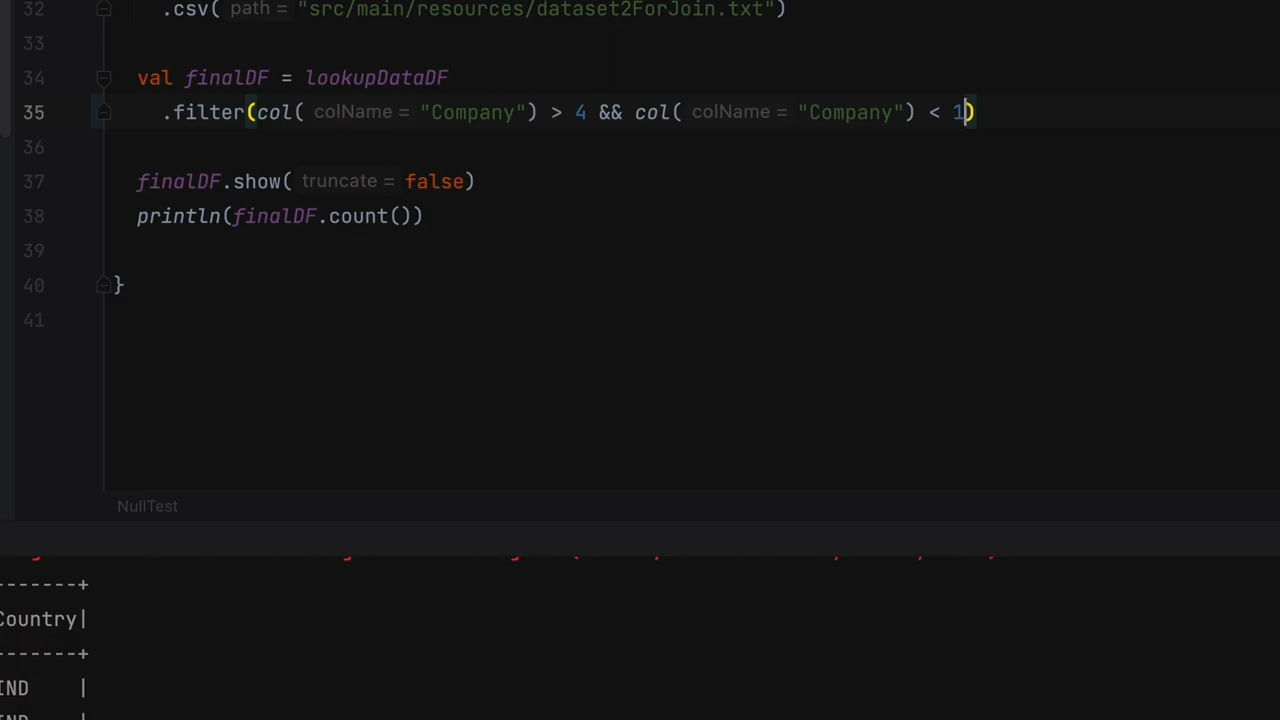 32 .csv( path = "src/main/resources/dataset2ForJoin.txt")
33
34 val finalDF = lookupDataDF
35 .filter(col( colName = "Company") > 4 && col( colName = "Company") < 1)
36
37 finalDF.show( truncate = false)
38 println(finalDF.count())
39
40 }
41
NullTest
-------+
Country|
-------+
IND    |